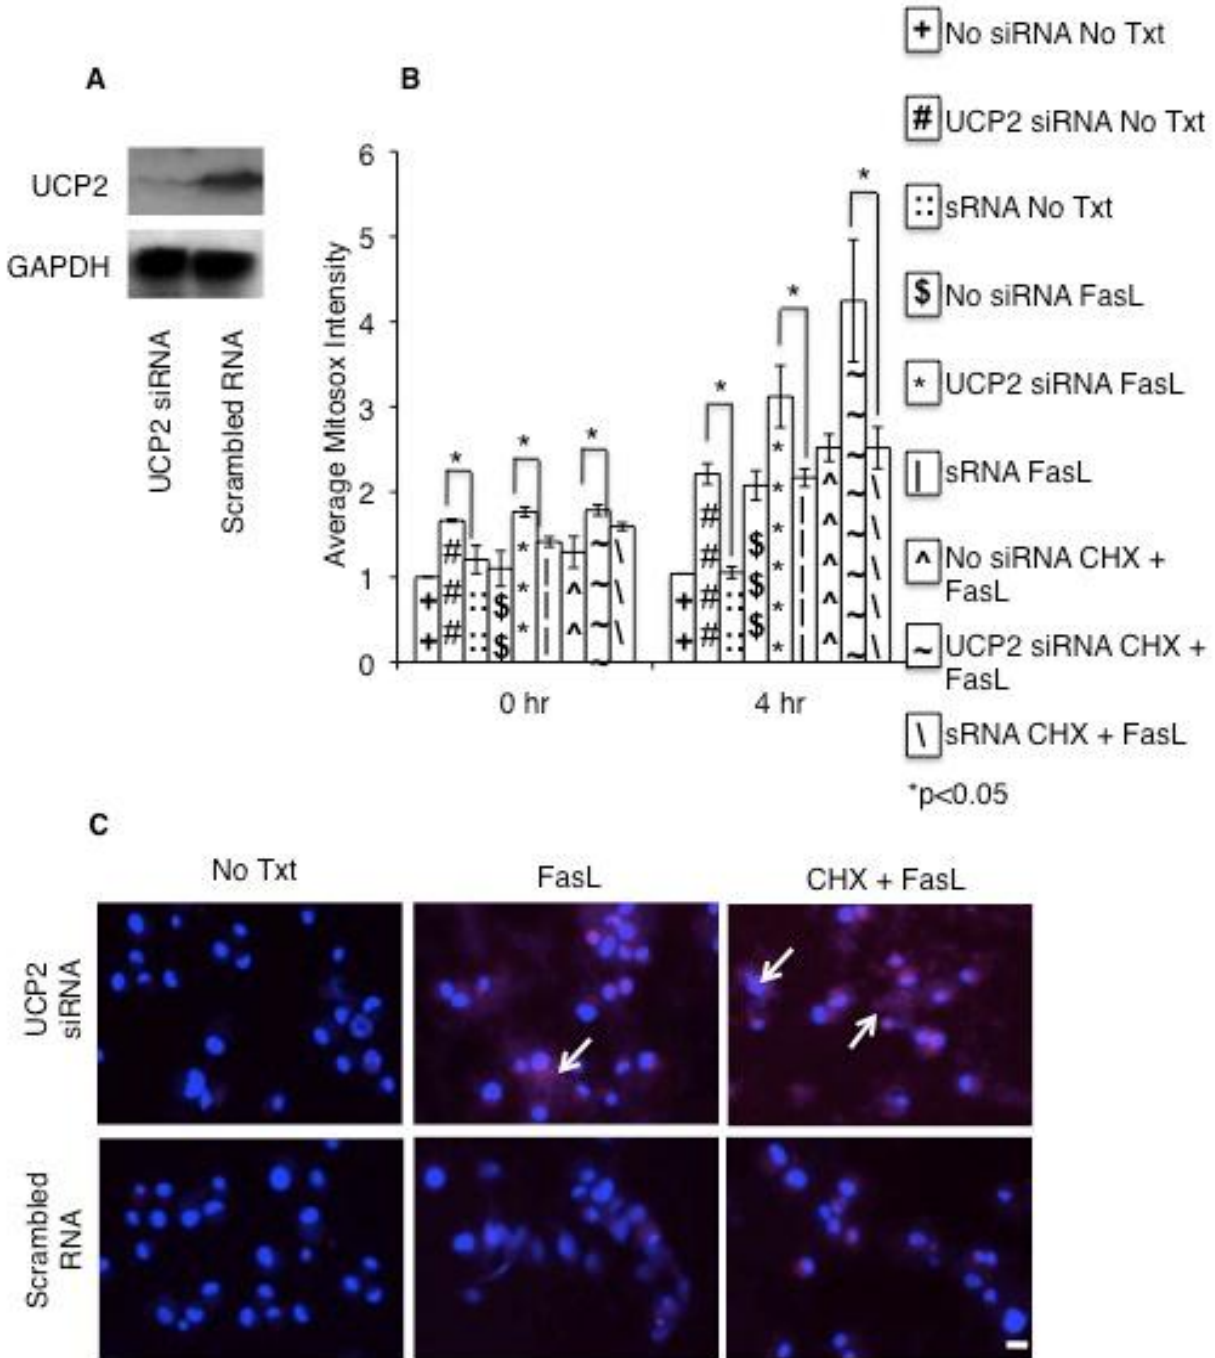 A
UCP2
GAPDH
UCP2 siRNA
Scrambled RNA
B
Average Mitosox Intensity
6
5
4
3
2
1
0
0 hr
4 hr
* * * * * *
+ No siRNA No Txt
# UCP2 siRNA No Txt
:: sRNA No Txt
$ No siRNA FasL
* UCP2 siRNA FasL
| sRNA FasL
^ No siRNA CHX +
FasL
~ UCP2 siRNA CHX +
FasL
\ sRNA CHX + FasL
*p<0.05
C
No Txt
FasL
CHX + FasL
UCP2
siRNA
Scrambled
RNA